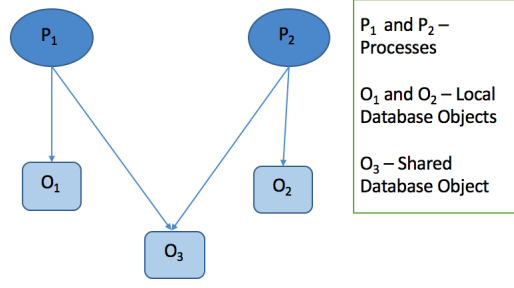 P₁
P₂
O₁
O₂
O₃
P₁ and P₂ –
Processes
O₁ and O₂ – Local
Database Objects
O₃ – Shared
Database Object